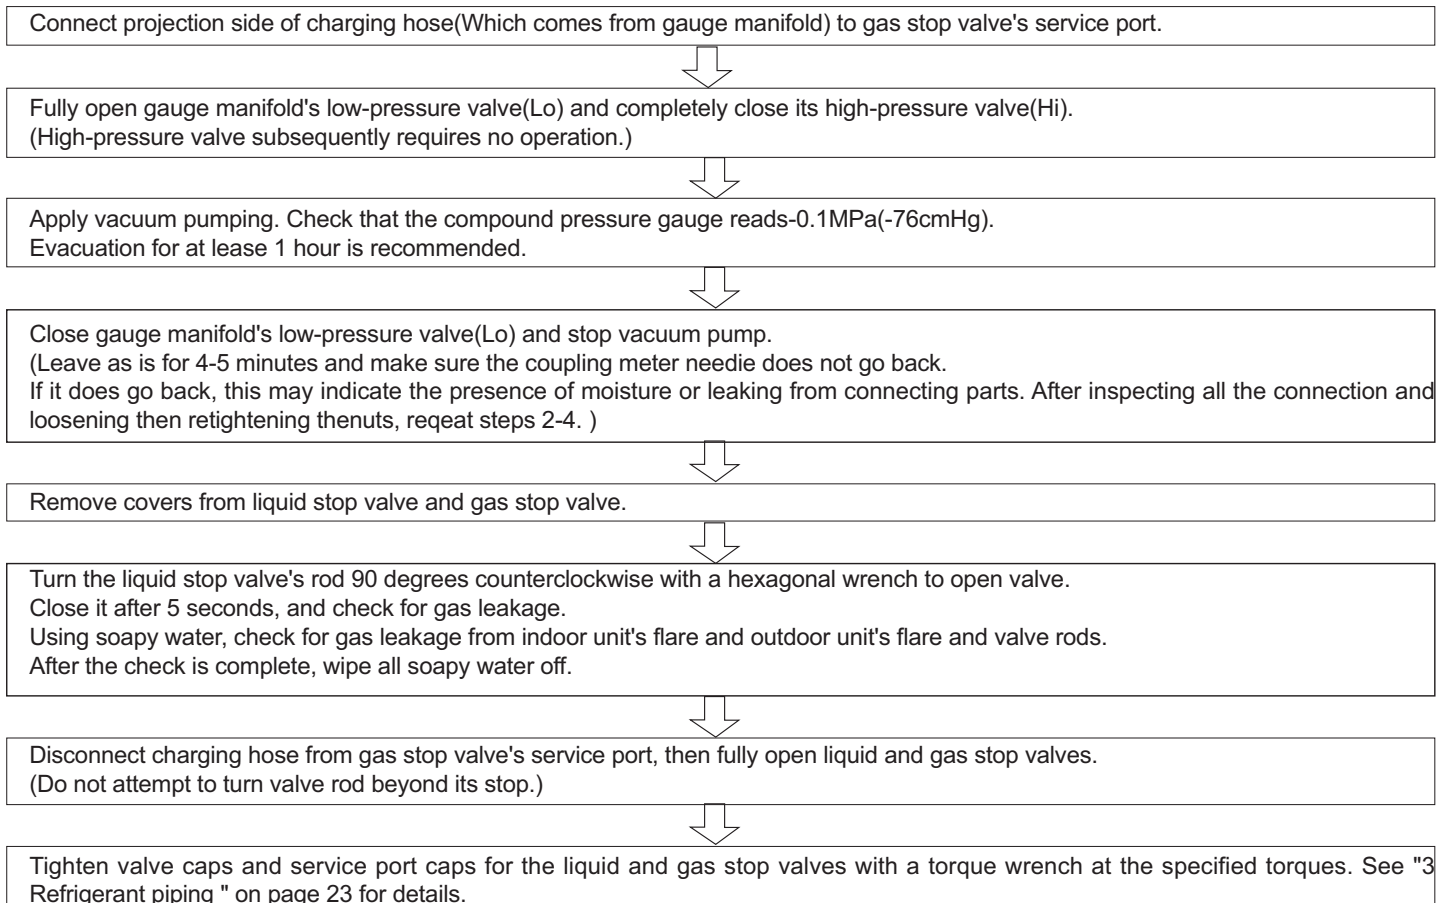 Connect projection side of charging hose(Which comes from gauge manifold) to gas stop valve's service port.
Fully open gauge manifold's low-pressure valve(Lo) and completely close its high-pressure valve(Hi).
(High-pressure valve subsequently requires no operation.)
Apply vacuum pumping. Check that the compound pressure gauge reads-0.1MPa(-76cmHg).
Evacuation for at lease 1 hour is recommended.
Close gauge manifold's low-pressure valve(Lo) and stop vacuum pump.
(Leave as is for 4-5 minutes and make sure the coupling meter needie does not go back.
If it does go back, this may indicate the presence of moisture or leaking from connecting parts. After inspecting all the connection and
loosening then retightening thenuts, reqeat steps 2-4. )
Remove covers from liquid stop valve and gas stop valve.
Turn the liquid stop valve's rod 90 degrees counterclockwise with a hexagonal wrench to open valve.
Close it after 5 seconds, and check for gas leakage.
Using soapy water, check for gas leakage from indoor unit's flare and outdoor unit's flare and valve rods.
After the check is complete, wipe all soapy water off.
Disconnect charging hose from gas stop valve's service port, then fully open liquid and gas stop valves.
(Do not attempt to turn valve rod beyond its stop.)
Tighten valve caps and service port caps for the liquid and gas stop valves with a torque wrench at the specified torques. See "3
Refrigerant piping " on page 23 for details.